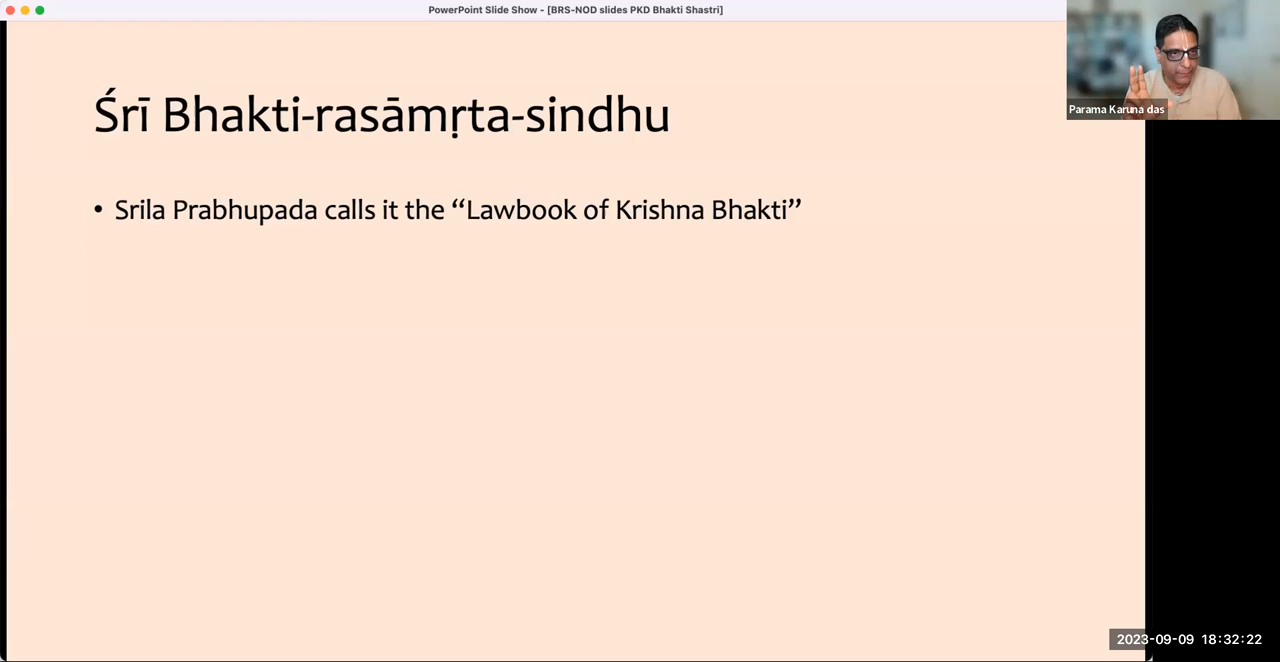 PowerPoint Slide Show - [BRS-NOD slides PKD Bhakti Shastri]
Parama Karuna das
Śrī Bhakti-rasāmṛta-sindhu
• Srila Prabhupada calls it the “Lawbook of Krishna Bhakti”
2023-09-09 18:32:22